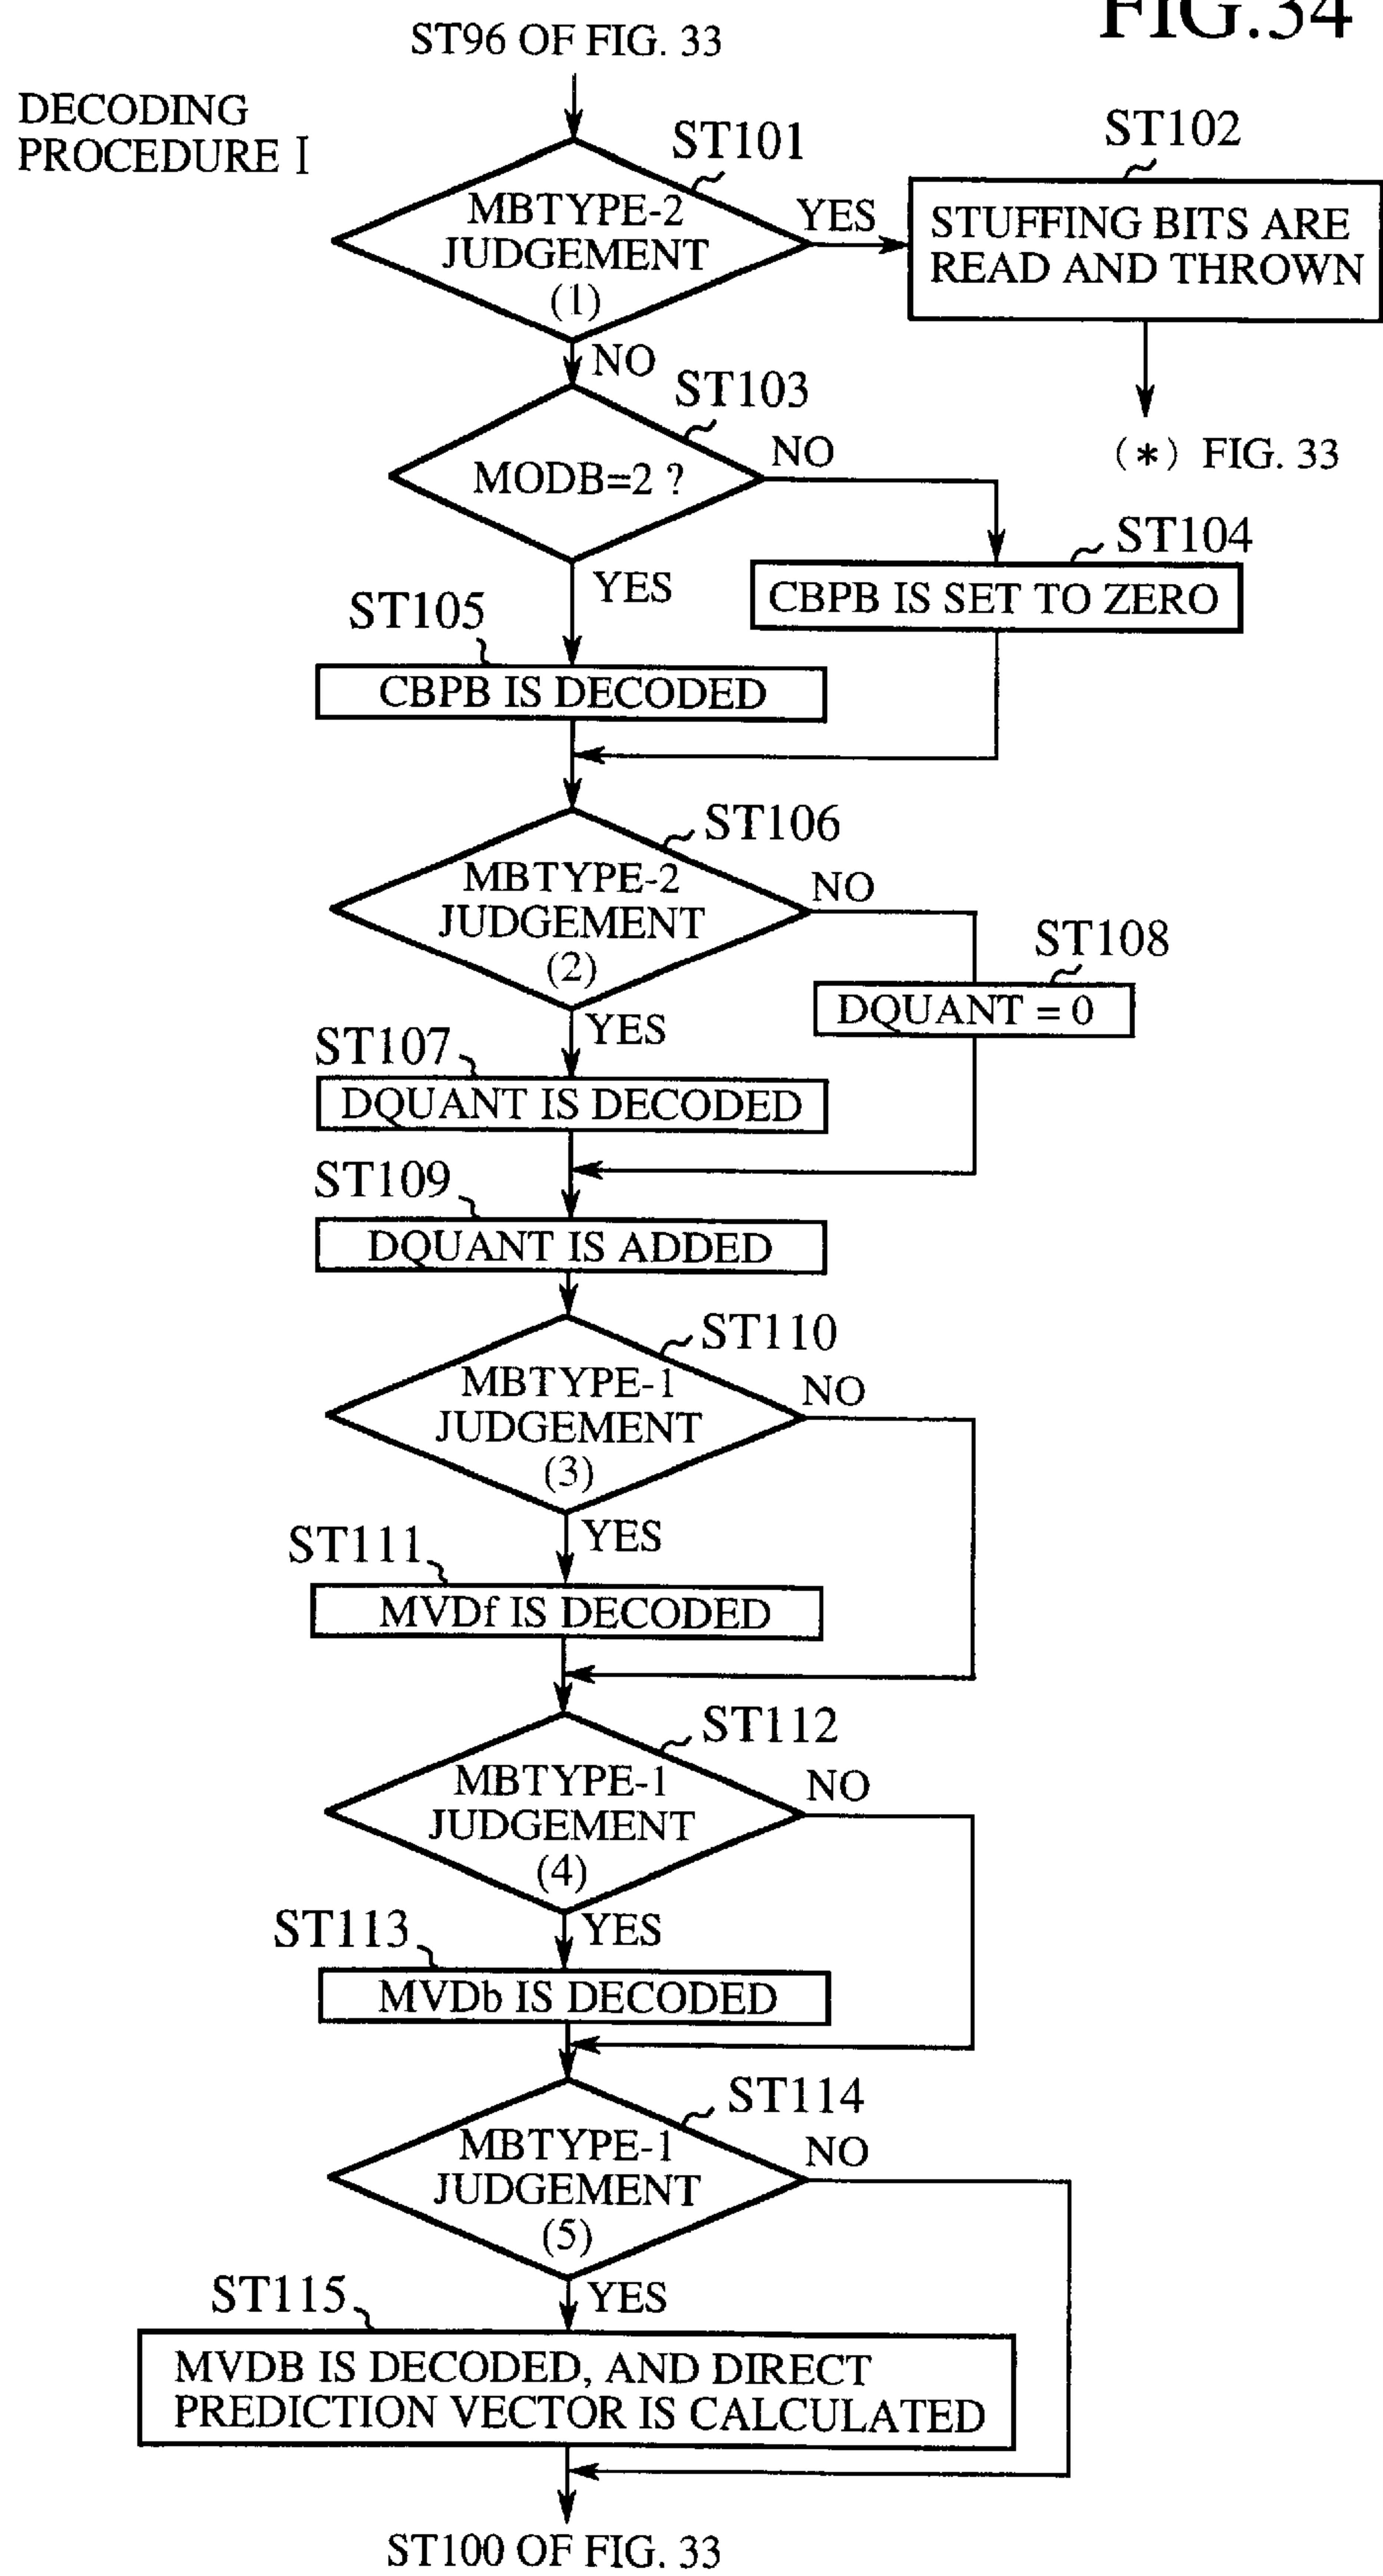 FIG.34
ST96 OF FIG. 33
DECODING
PROCEDURE I
ST101
MBTYPE-2
JUDGEMENT
(1)
YES
ST102
STUFFING BITS ARE
READ AND THROWN
(*) FIG. 33
NO
ST103
MODB=2 ?
NO
ST104
CBPB IS SET TO ZERO
YES
ST105
CBPB IS DECODED
ST106
MBTYPE-2
JUDGEMENT
(2)
NO
ST108
DQUANT = 0
YES
ST107
DQUANT IS DECODED
ST109
DQUANT IS ADDED
ST110
MBTYPE-1
JUDGEMENT
(3)
NO
YES
ST111
MVDf IS DECODED
ST112
MBTYPE-1
JUDGEMENT
(4)
NO
YES
ST113
MVDb IS DECODED
ST114
MBTYPE-1
JUDGEMENT
(5)
NO
YES
ST115
MVDB IS DECODED, AND DIRECT
PREDICTION VECTOR IS CALCULATED
ST100 OF FIG. 33